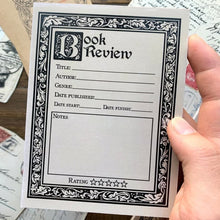 Book
Review
Title:
Author:
Genre:
Date published:
Date start: Date finish:
Notes
Rating ☆☆☆☆☆